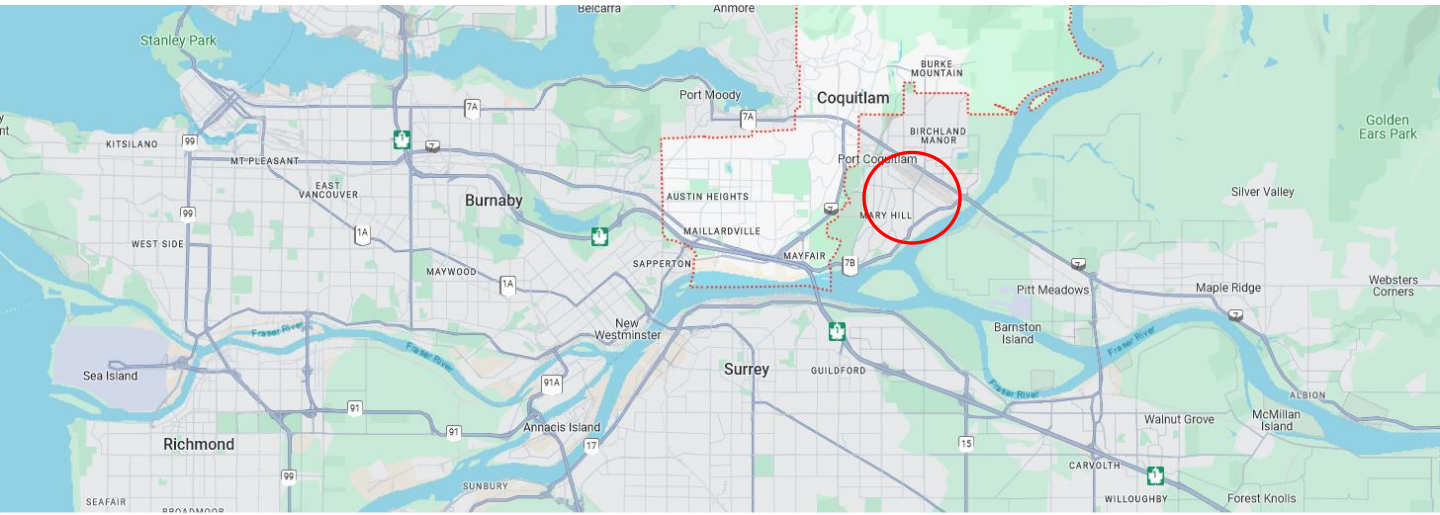 Belcarra
Anmore
Stanley Park
BURKE
MOUNTAIN
Port Moody
Coquitlam
7A
7A
Golden
Ears Park
BIRCHLAND
MANOR
KITSILANO
99
7
MT PLEASANT
Port Coquitlam
EAST
VANCOUVER
Burnaby
AUSTIN HEIGHTS
Silver Valley
99
7
MARY HILL
1A
MAILLARDVILLE
WEST SIDE
SAPPERTON
MAYFAIR
7B
7
MAYWOOD
1A
Pitt Meadows
Maple Ridge
Websters
Corners
New
Westminster
Barnston
Island
7
Fraser River
Fraser River
Fraser River
Sea Island
Surrey
GUILDFORD
91A
Fraser River
ALBION
91
Annacis Island
Walnut Grove
McMillan
Island
Richmond
91
17
15
99
CARVOLTH
SUNBURY
SEAFAIR
WILLOUGHBY
Forest Knolls
BROADMOOR